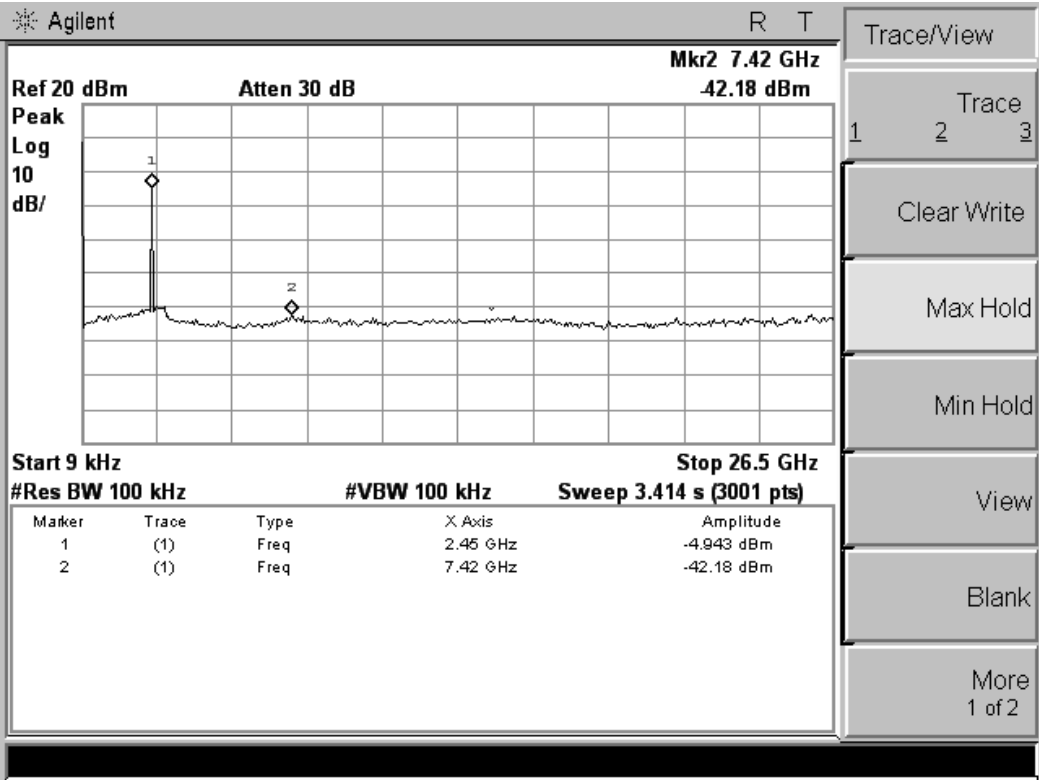 Agilent R T
Mkr2 7.42 GHz
Ref 20 dBm Atten 30 dB -42.18 dBm
Peak
Log
10
dB/
1
2
Start 9 kHz Stop 26.5 GHz
#Res BW 100 kHz #VBW 100 kHz Sweep 3.414 s (3001 pts)
Marker Trace Type X Axis Amplitude
1 (1) Freq 2.45 GHz -4.943 dBm
2 (1) Freq 7.42 GHz -42.18 dBm
Trace/View
Trace
1 2 3
Clear Write
Max Hold
Min Hold
View
Blank
More
1 of 2